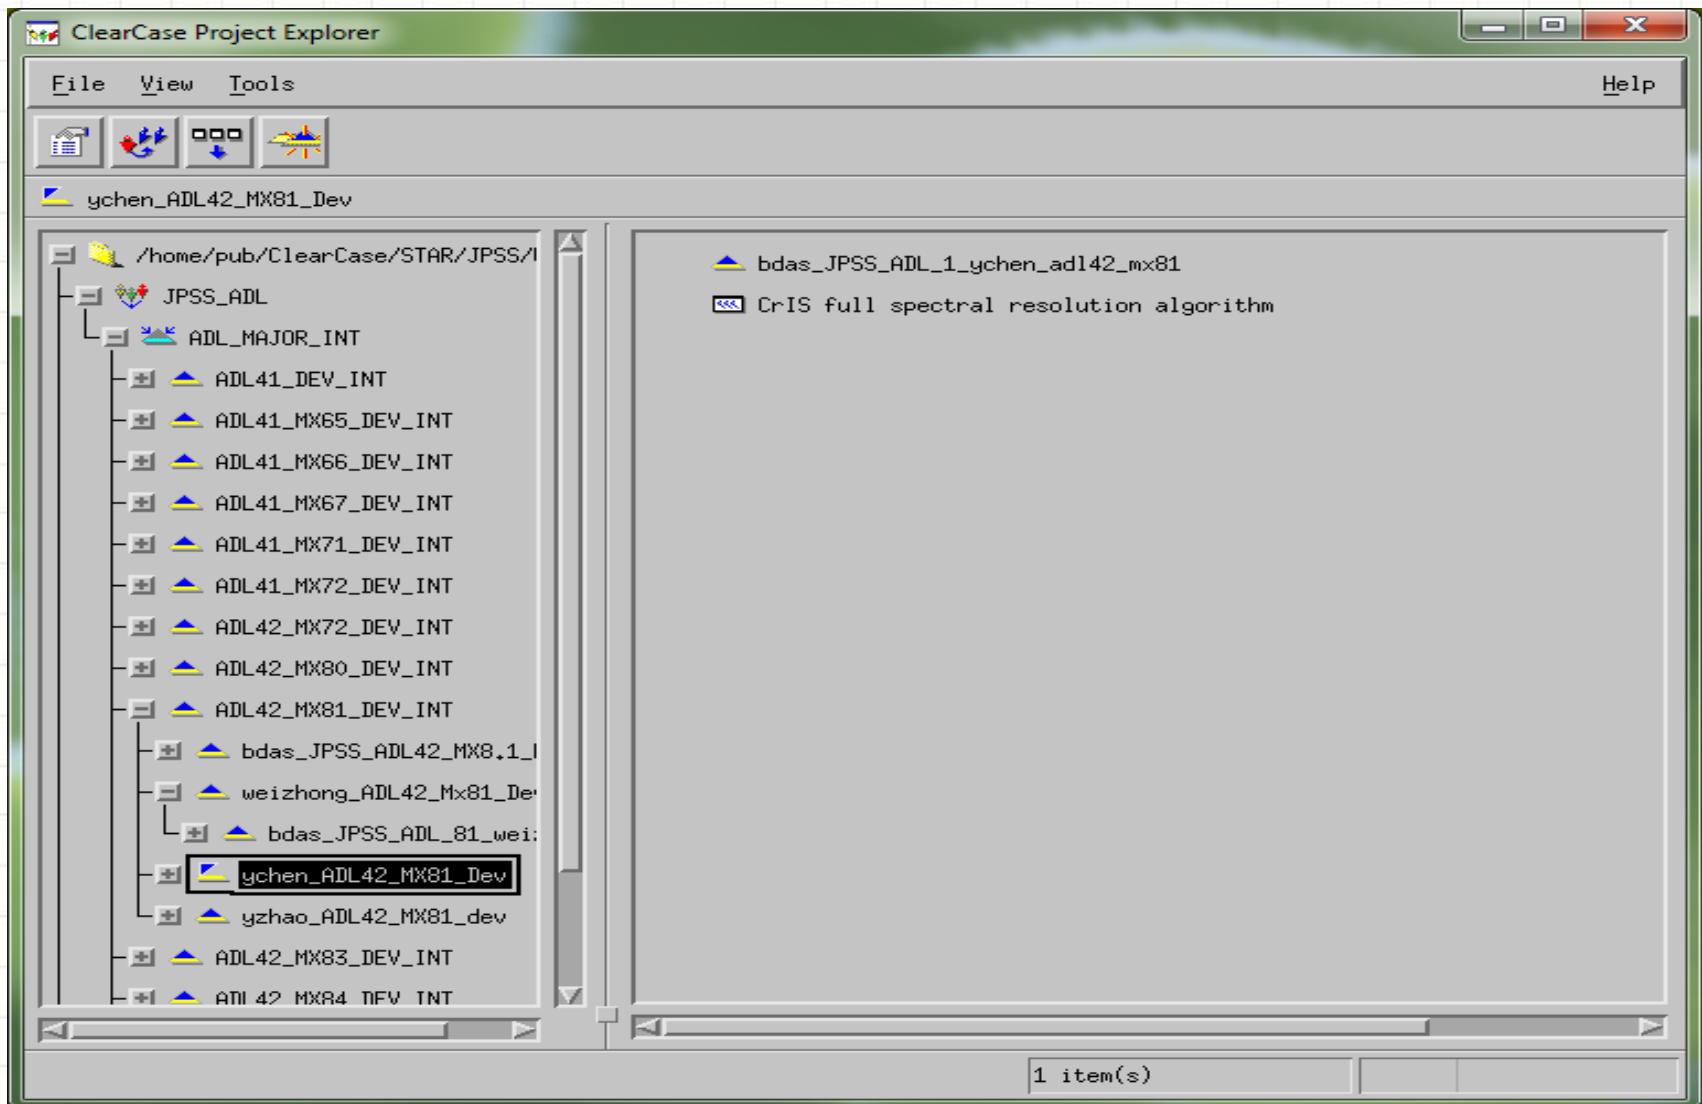 ClearCase Project Explorer
File View Tools Help
ychen_ADL42_MX81_Dev
/home/pub/ClearCase/STAR/JPSS/
JPSS_ADL
ADL_MAJOR_INT
ADL41_DEV_INT
ADL41_MX65_DEV_INT
ADL41_MX66_DEV_INT
ADL41_MX67_DEV_INT
ADL41_MX71_DEV_INT
ADL41_MX72_DEV_INT
ADL42_MX72_DEV_INT
ADL42_MX80_DEV_INT
ADL42_MX81_DEV_INT
bdas_JPSS_ADL42_MX8.1_
weizhong_ADL42_Mx81_De
bdas_JPSS_ADL_81_wei
ychen_ADL42_MX81_Dev
yzhao_ADL42_MX81_dev
ADL42_MX83_DEV_INT
ADL42_MX84_DEV_INT
bdas_JPSS_ADL_1_ychen_adl42_mx81
CrIS full spectral resolution algorithm
1 item(s)